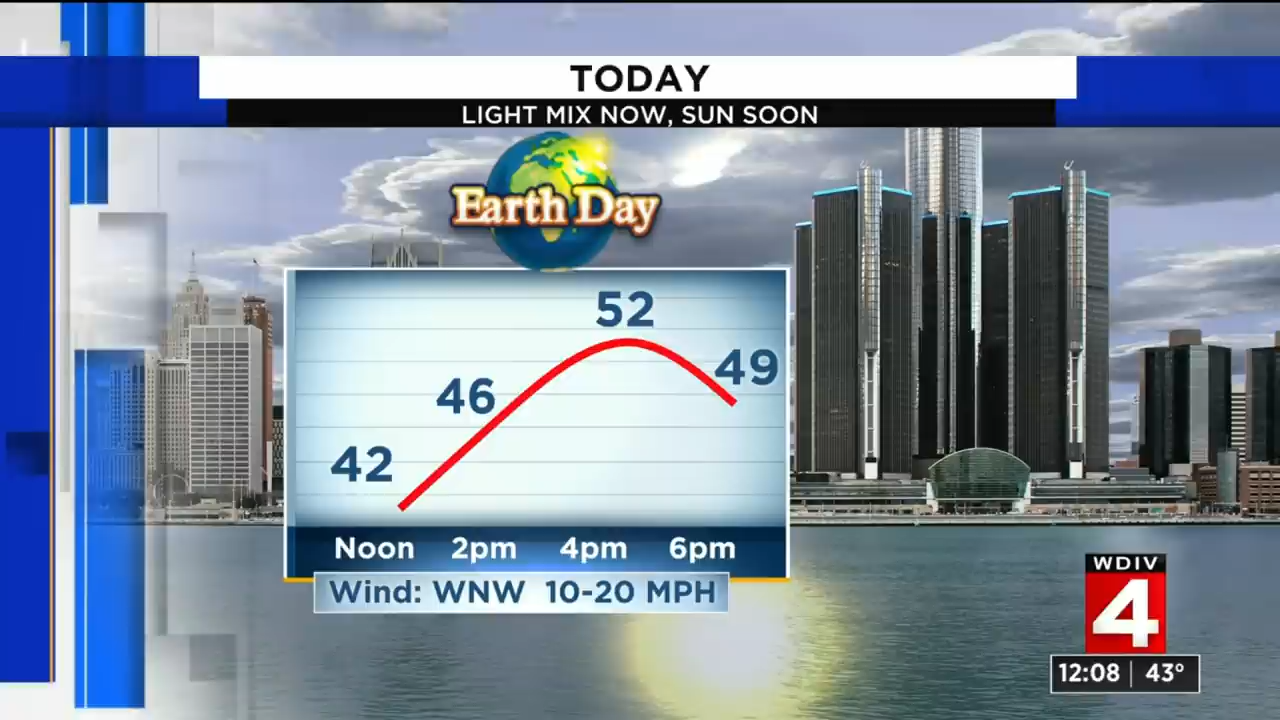 TODAY
LIGHT MIX NOW, SUN SOON
Earth Day
52
49
46
42
Noon 2pm 4pm 6pm
Wind: WNW 10-20 MPH
WDIV
4
12:08 | 43°